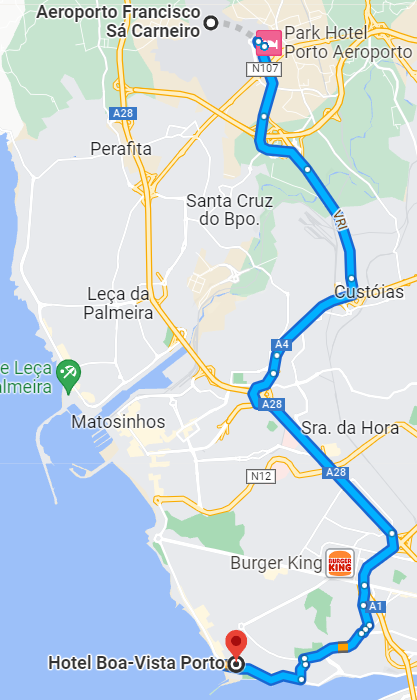 Aeroporto Francisco
Sá Carneiro
Park Hotel
Porto Aeroporto
N107
A28
Perafita
Santa Cruz
do Bpo.
VRI
Custóias
Leça da
Palmeira
A4
e Leça
almeira
A28
Matosinhos
Sra. da Hora
A28
N12
Burger King
BURGER
KING
A1
Hotel Boa-Vista Porto